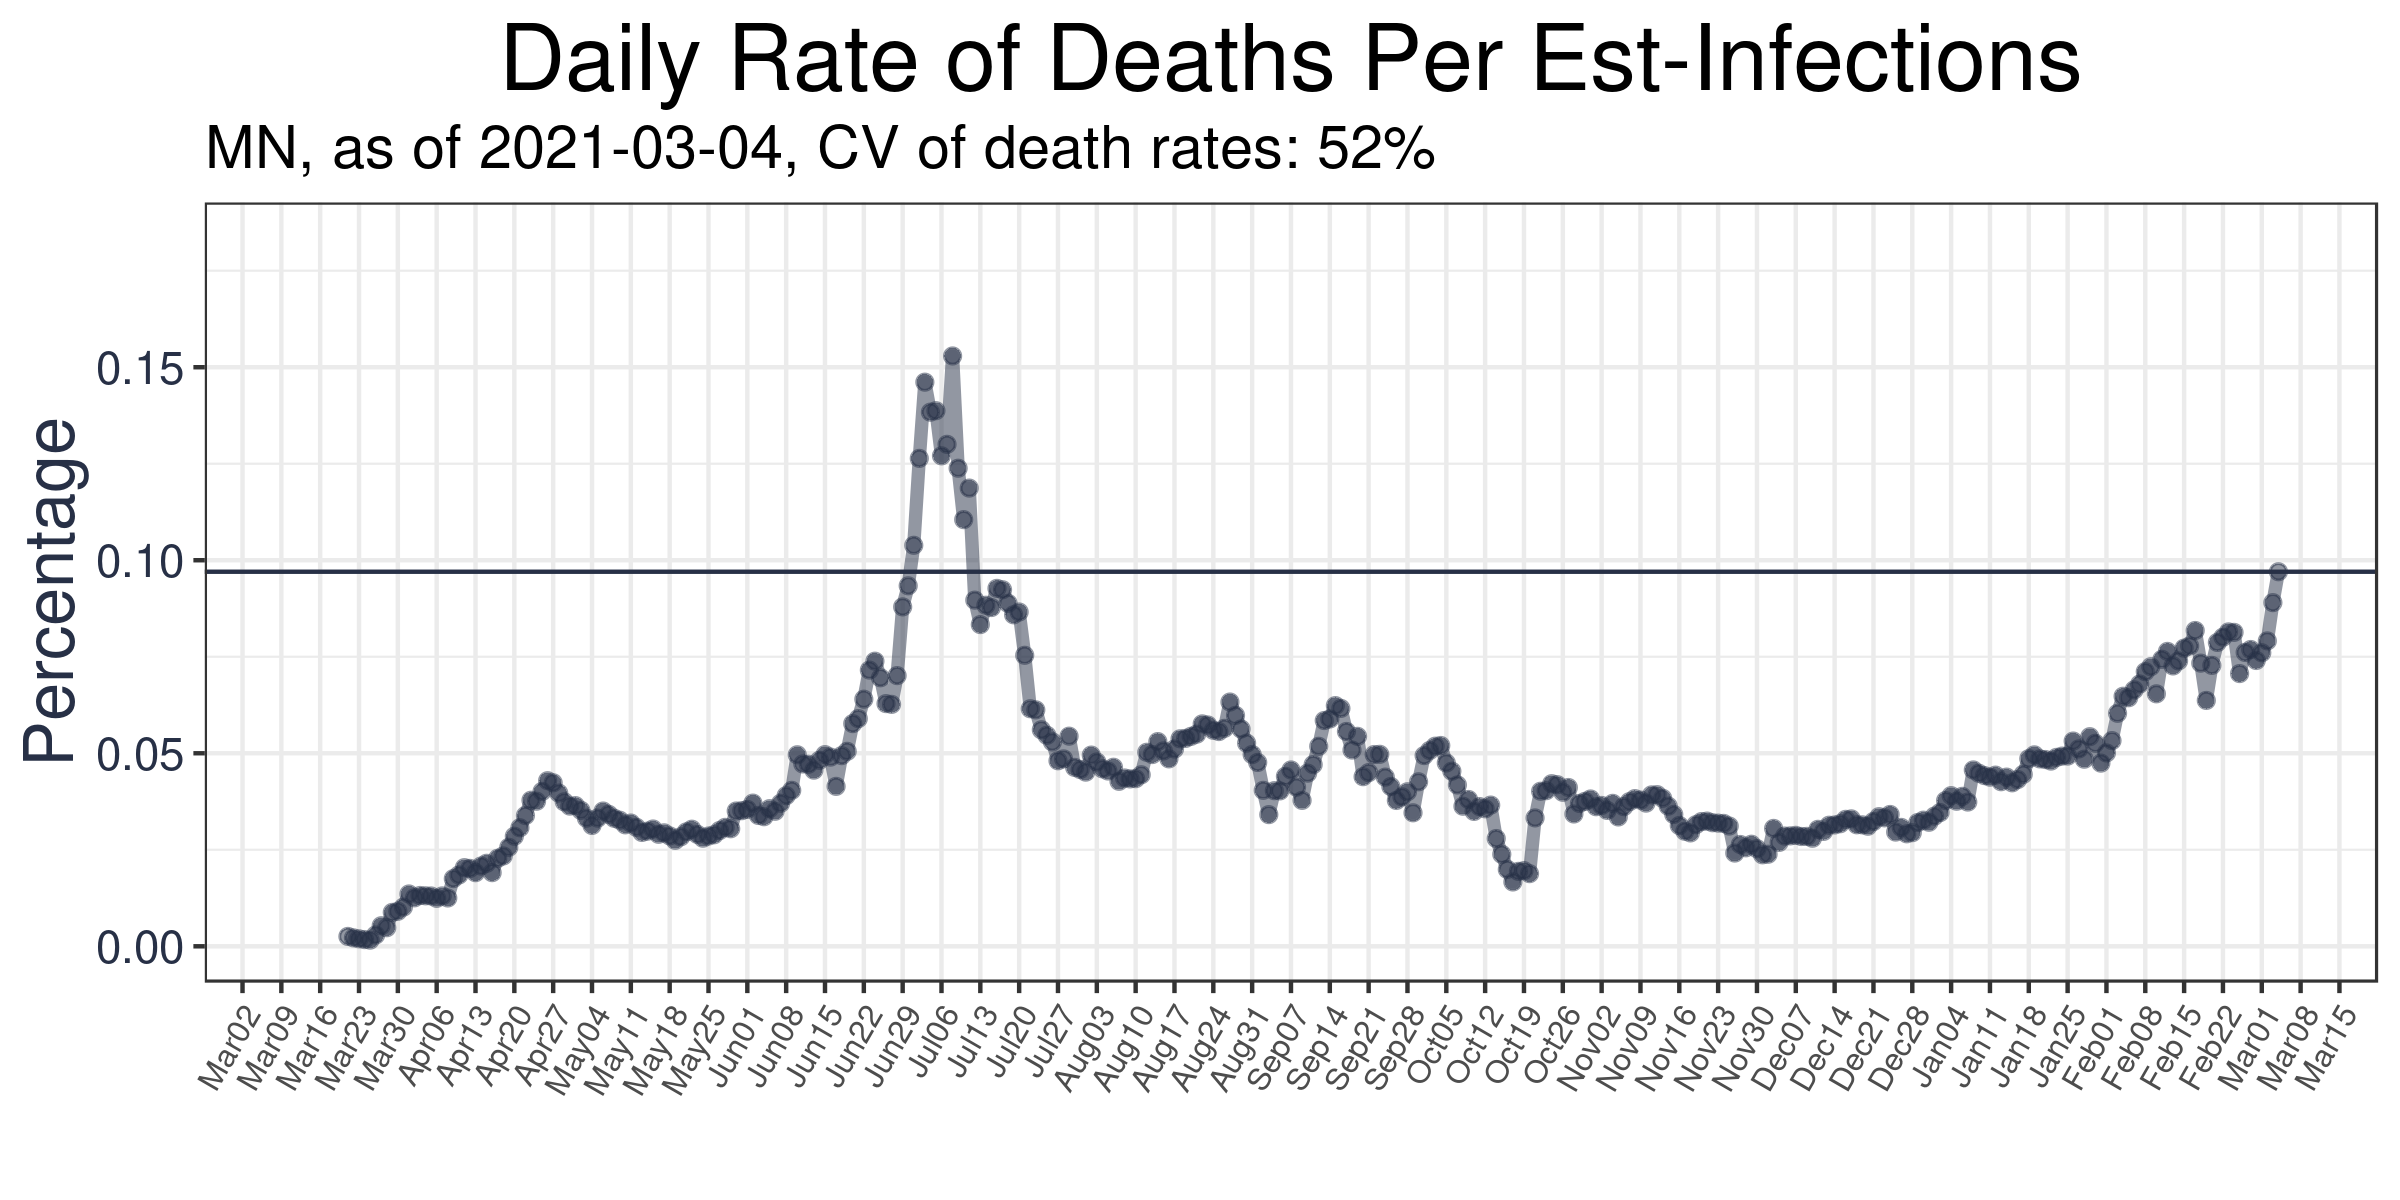 Daily Rate of Deaths Per Est-Infections
MN, as of 2021-03-04, CV of death rates: 52%
Percentage
0.15
0.10
0.05
0.00
Mar02 Mar09 Mar16 Mar23 Mar30 Apr06 Apr13 Apr20 Apr27 May04 May11 May18 May25 Jun01 Jun08 Jun15 Jun22 Jun29 Jul06 Jul13 Jul20 Jul27 Aug03 Aug10 Aug17 Aug24 Aug31 Sep07 Sep14 Sep21 Sep28 Oct05 Oct12 Oct19 Oct26 Nov02 Nov09 Nov16 Nov23 Nov30 Dec07 Dec14 Dec21 Dec28 Jan04 Jan11 Jan18 Jan25 Feb01 Feb08 Feb15 Feb22 Mar01 Mar08 Mar15